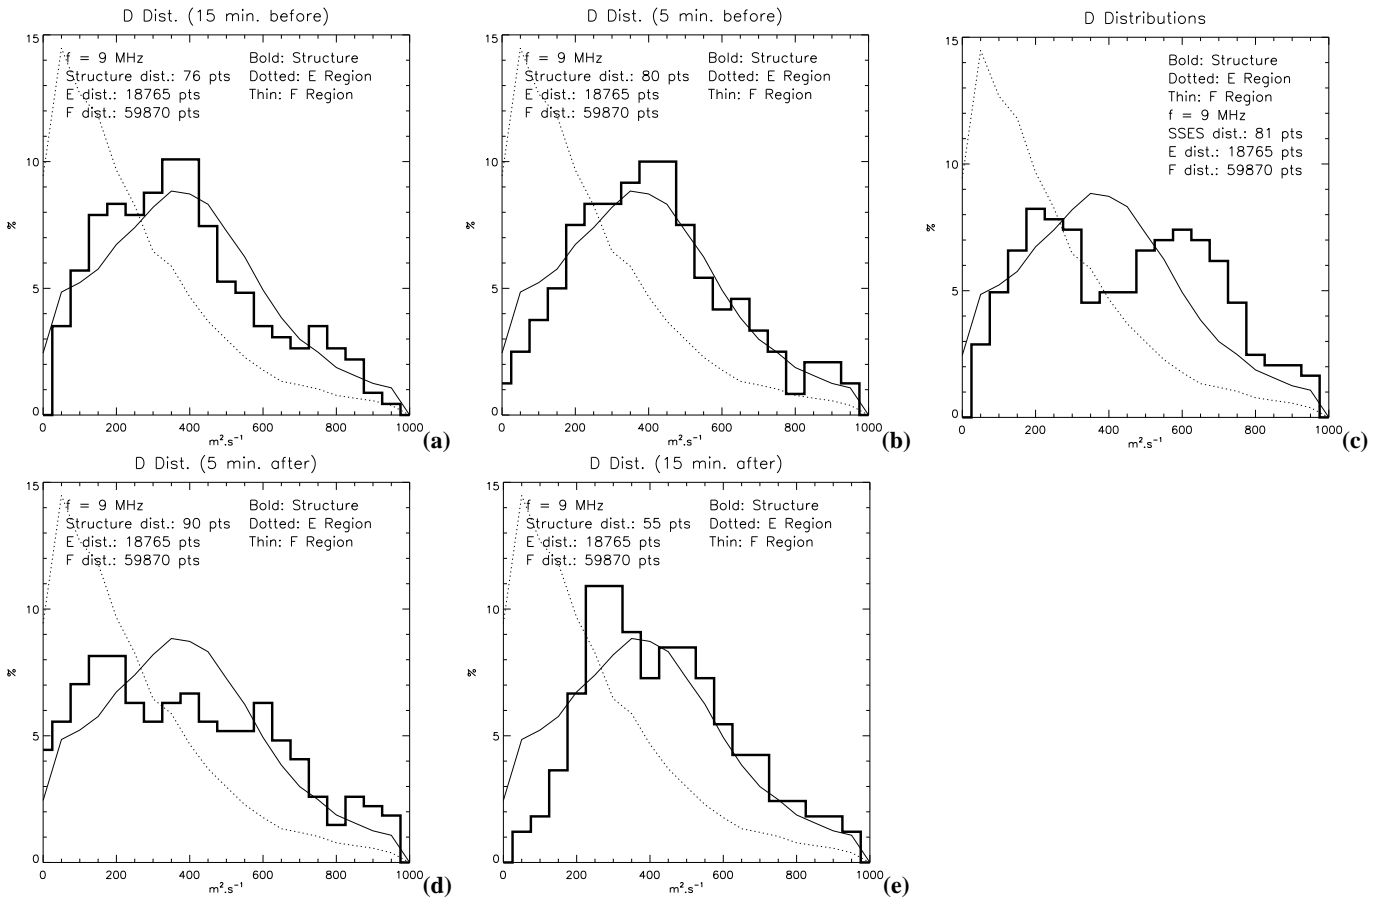 D Dist. (15 min. before)
f = 9 MHz
Structure dist.: 76 pts
E dist.: 18765 pts
F dist.: 59870 pts
Bold: Structure
Dotted: E Region
Thin: F Region
15
10
5
0
%
0 200 400 600 800 1000
m².s⁻¹
(a)
D Dist. (5 min. before)
f = 9 MHz
Structure dist.: 80 pts
E dist.: 18765 pts
F dist.: 59870 pts
Bold: Structure
Dotted: E Region
Thin: F Region
15
10
5
0
%
0 200 400 600 800 1000
m².s⁻¹
(b)
D Distributions
Bold: Structure
Dotted: E Region
Thin: F Region
f = 9 MHz
SSES dist.: 81 pts
E dist.: 18765 pts
F dist.: 59870 pts
15
10
5
0
%
0 200 400 600 800 1000
m².s⁻¹
(c)
D Dist. (5 min. after)
f = 9 MHz
Structure dist.: 90 pts
E dist.: 18765 pts
F dist.: 59870 pts
Bold: Structure
Dotted: E Region
Thin: F Region
15
10
5
0
%
0 200 400 600 800 1000
m².s⁻¹
(d)
D Dist. (15 min. after)
f = 9 MHz
Structure dist.: 55 pts
E dist.: 18765 pts
F dist.: 59870 pts
Bold: Structure
Dotted: E Region
Thin: F Region
15
10
5
0
%
0 200 400 600 800 1000
m².s⁻¹
(e)